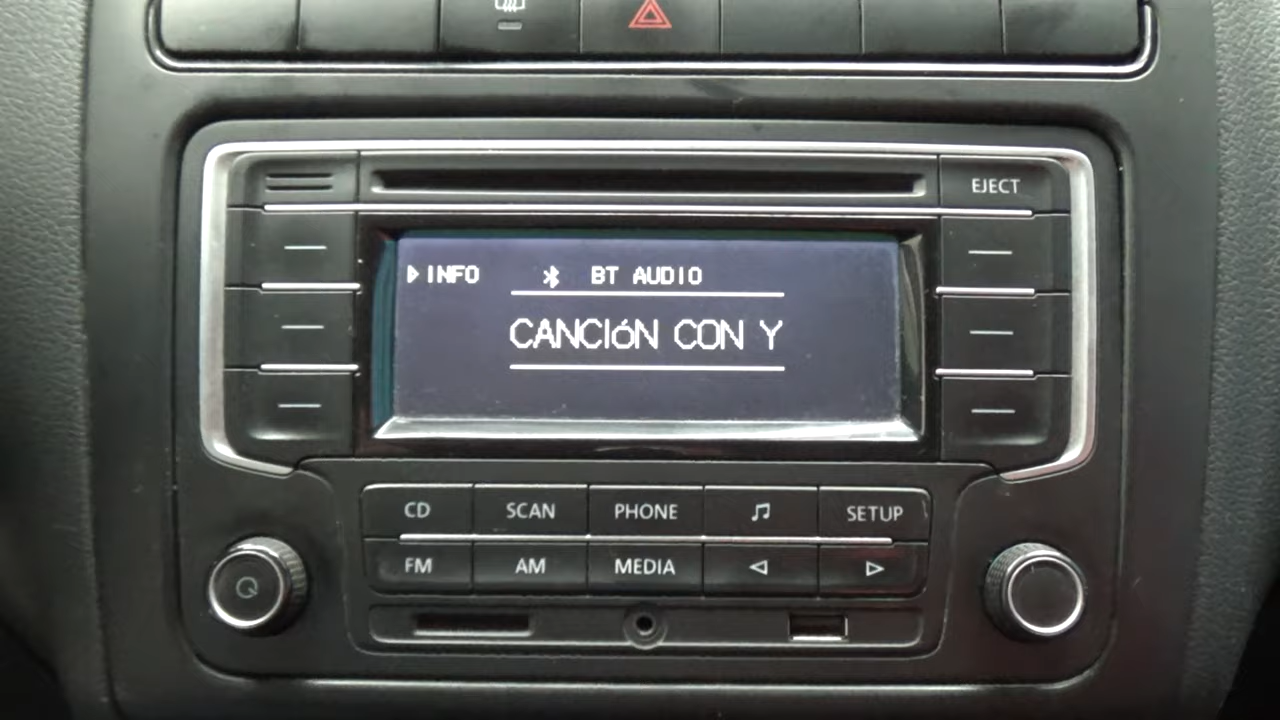 EJECT
INFO BT AUDIO
CANCIóN CON Y
CD SCAN PHONE SETUP
FM AM MEDIA